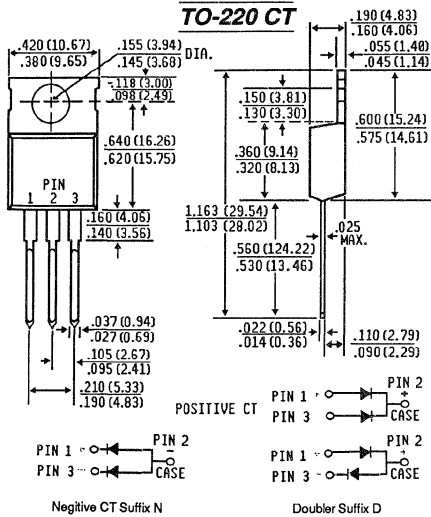 TO-220 CT
.420 (10.67)
.380 (9.65)
.155 (3.94)
.145 (3.68)
DIA.
.118 (3.00)
.098 (2.49)
.640 (16.26)
.620 (15.75)
PIN
1 2 3
.160 (4.06)
.140 (3.56)
.037 (0.94)
.027 (0.69)
.105 (2.67)
.095 (2.41)
.210 (5.33)
.190 (4.83)
.190 (4.83)
.160 (4.06)
.055 (1.40)
.045 (1.14)
.150 (3.81)
.130 (3.30)
.600 (15.24)
.575 (14.61)
.360 (9.14)
.320 (8.13)
1.163 (29.54)
1.103 (28.02)
.025
MAX.
.560 (124.22)
.530 (13.46)
.022 (0.56)
.014 (0.36)
.110 (2.79)
.090 (2.29)
POSITIVE CT
PIN 1
PIN 3
PIN 2
+
CASE
PIN 1
PIN 3
PIN 2
-
CASE
Negitive CT Suffix N
PIN 1
PIN 3
PIN 2
+
CASE
Doubler Suffix D